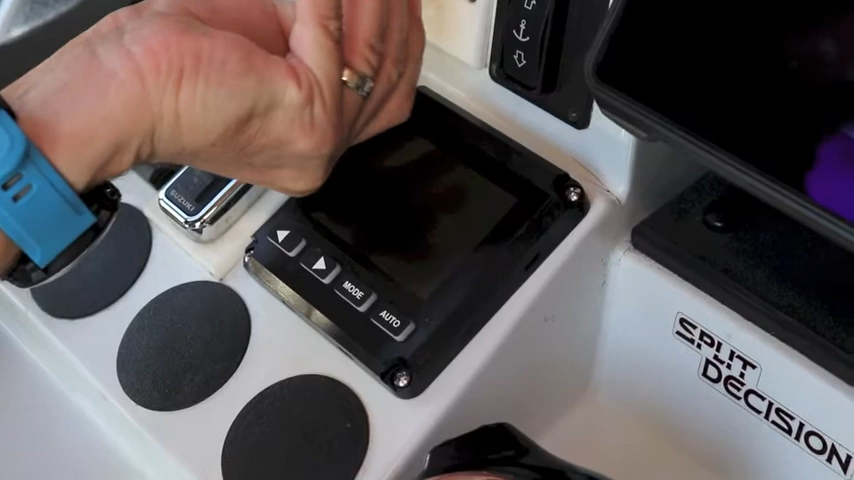 SUZUKI
MODE
AUTO
SPLIT
DECISION